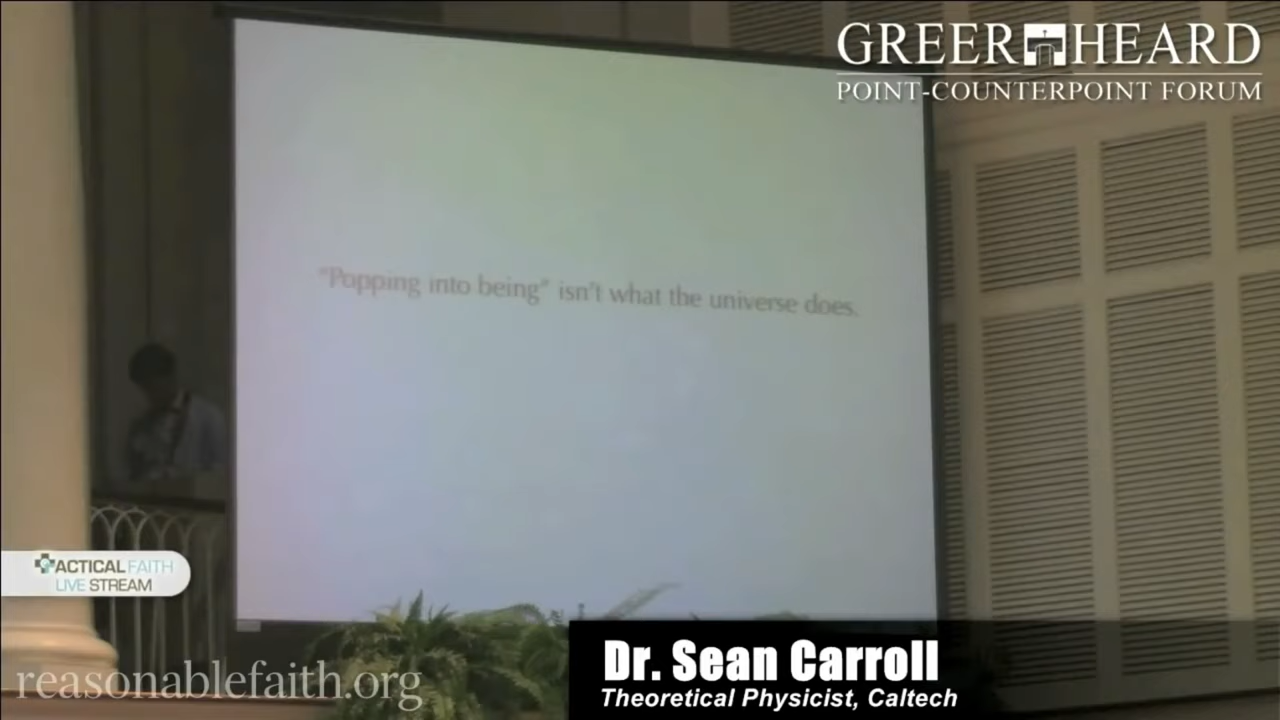 GREER HEARD
POINT-COUNTERPOINT FORUM
"Popping into being" isn't what the universe does.
TACTICAL FAITH
LIVE STREAM
reasonablefaith.org
Dr. Sean Carroll
Theoretical Physicist, Caltech